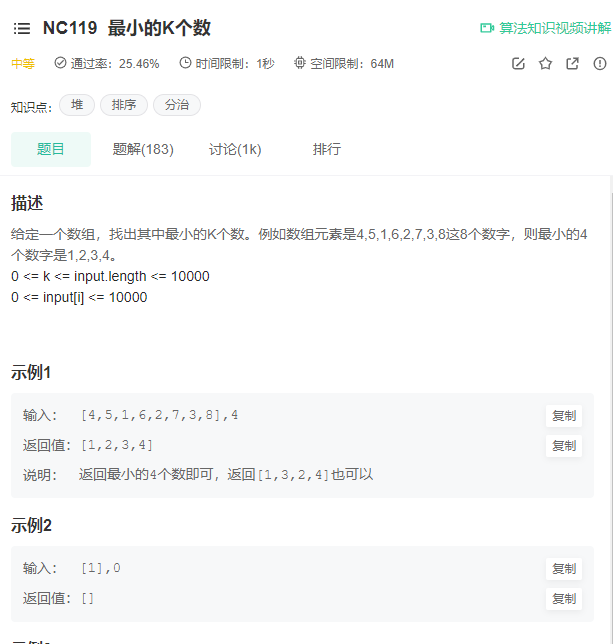 NC119 最小的K个数 算法知识视频讲解
中等 通过率：25.46% 时间限制：1秒 空间限制：64M
知识点： 堆 排序 分治
题目 题解(183) 讨论(1k) 排行
描述
给定一个数组，找出其中最小的K个数。例如数组元素是4,5,1,6,2,7,3,8这8个数字，则最小的4
个数字是1,2,3,4。
0 <= k <= input.length <= 10000
0 <= input[i] <= 10000
示例1
输入： [4,5,1,6,2,7,3,8],4 复制
返回值：[1,2,3,4] 复制
说明： 返回最小的4个数即可，返回[1,3,2,4]也可以
示例2
输入： [1],0 复制
返回值：[] 复制